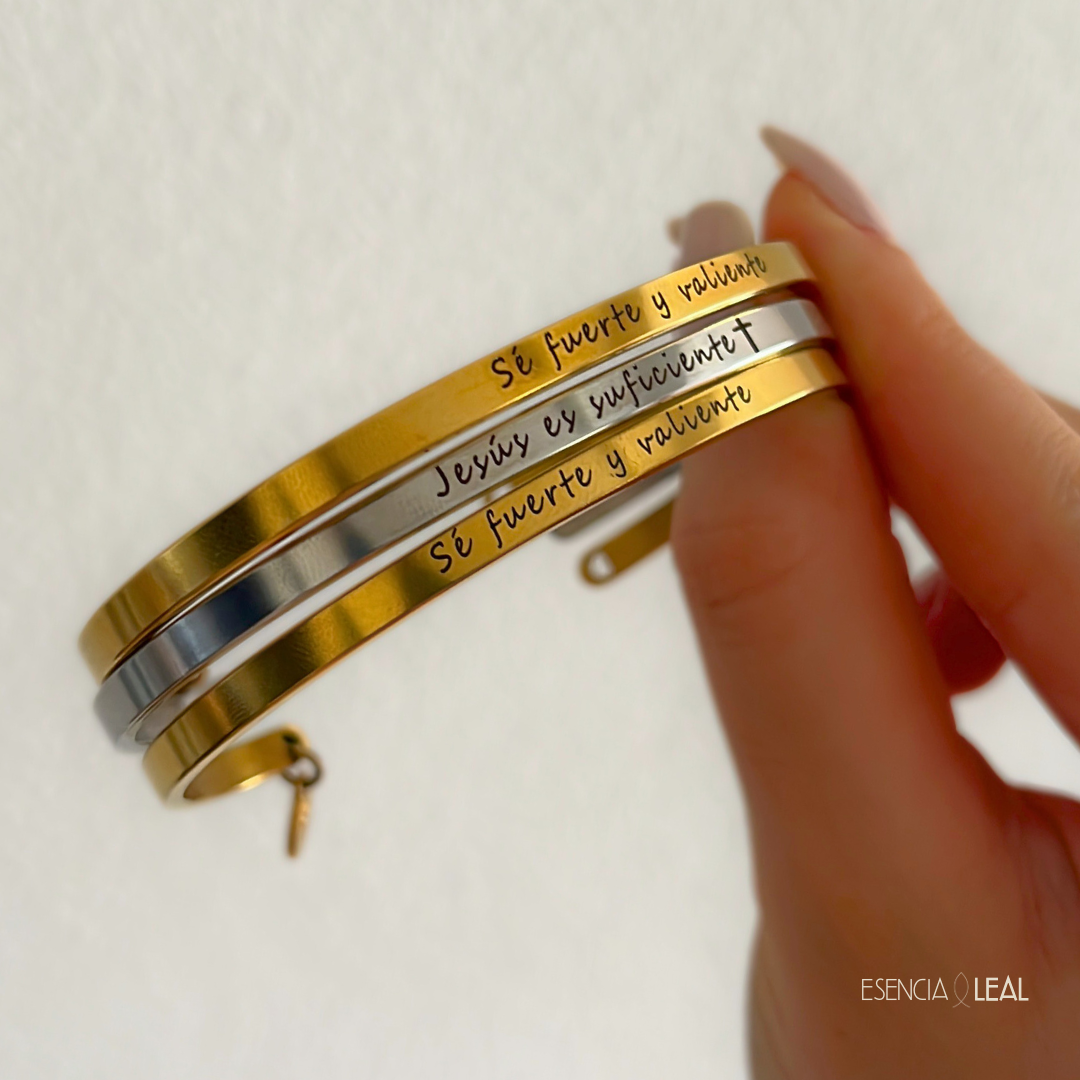 Sé fuerte y valiente
Jesús es suficiente✝
Sé fuerte y valiente
ESENCIA LEAL